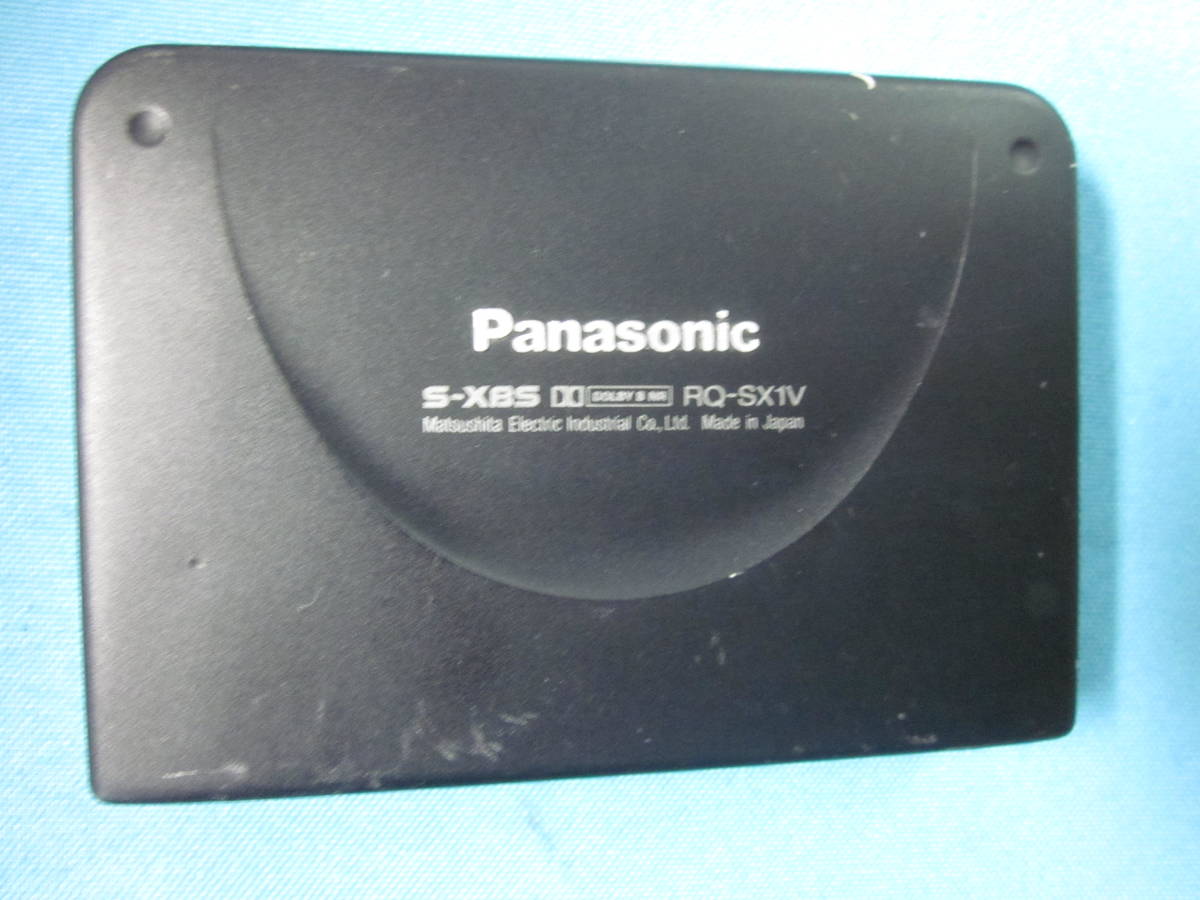 Panasonic
S-XBS DOLBY B NR RQ-SX1V
Matsushita Electric Industrial Co., Ltd. Made in Japan